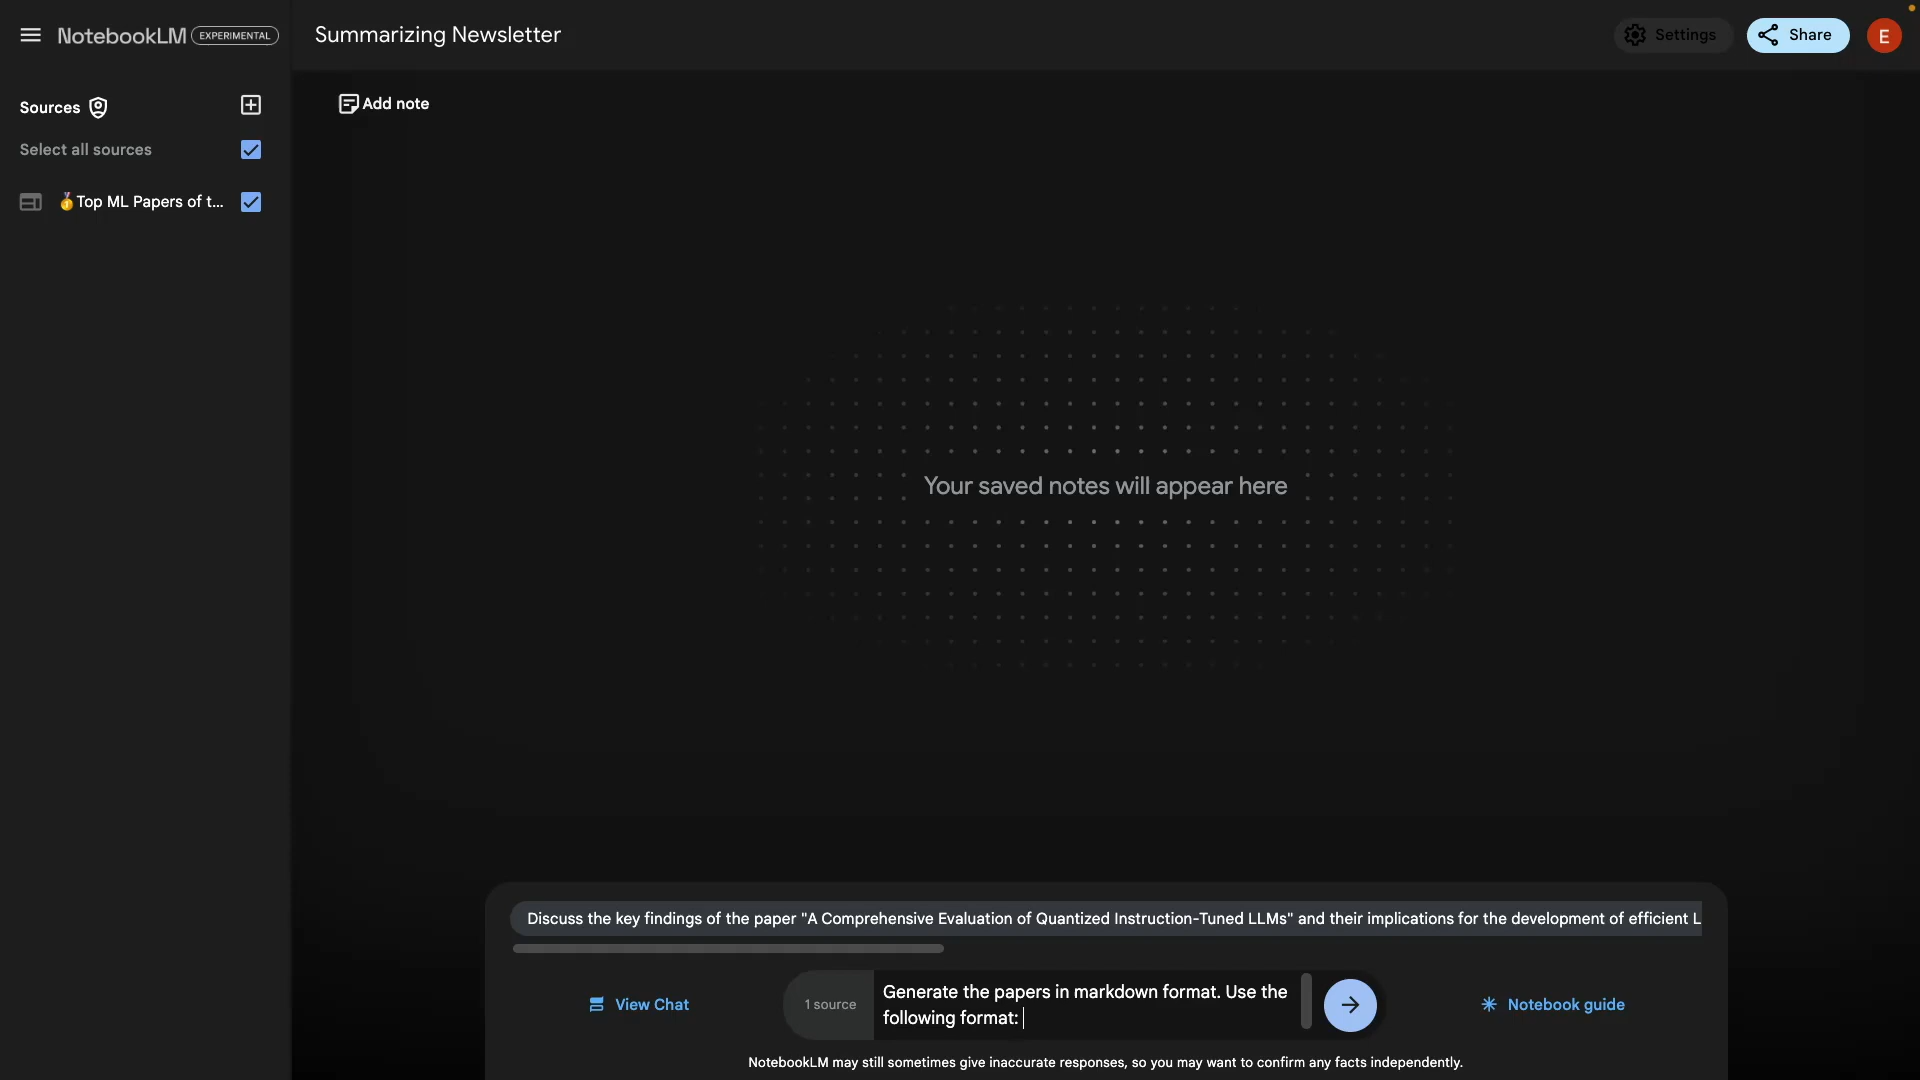 NotebookLM EXPERIMENTAL
Summarizing Newsletter
Settings
Share
E
Sources
Select all sources
🥇Top ML Papers of t...
Add note
Your saved notes will appear here
Discuss the key findings of the paper "A Comprehensive Evaluation of Quantized Instruction-Tuned LLMs" and their implications for the development of efficient L
View Chat
1 source
Generate the papers in markdown format. Use the
following format:
Notebook guide
NotebookLM may still sometimes give inaccurate responses, so you may want to confirm any facts independently.